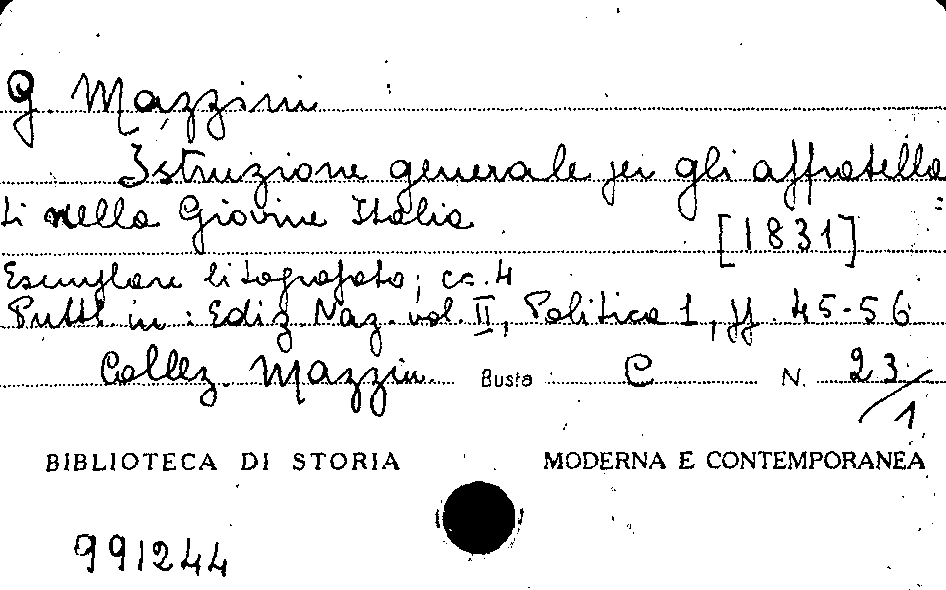 G. Mazzini
Istruzione generale per gli affratella
ti nella Giovine Italia
[1831]
Esemplare litografato; cc. 4
Pubbl. in: Ediz. Naz. vol. II, Politica 1, pp. 45-56
Collez. Mazzini Busta C N. 23/1
BIBLIOTECA DI STORIA MODERNA E CONTEMPORANEA
991244